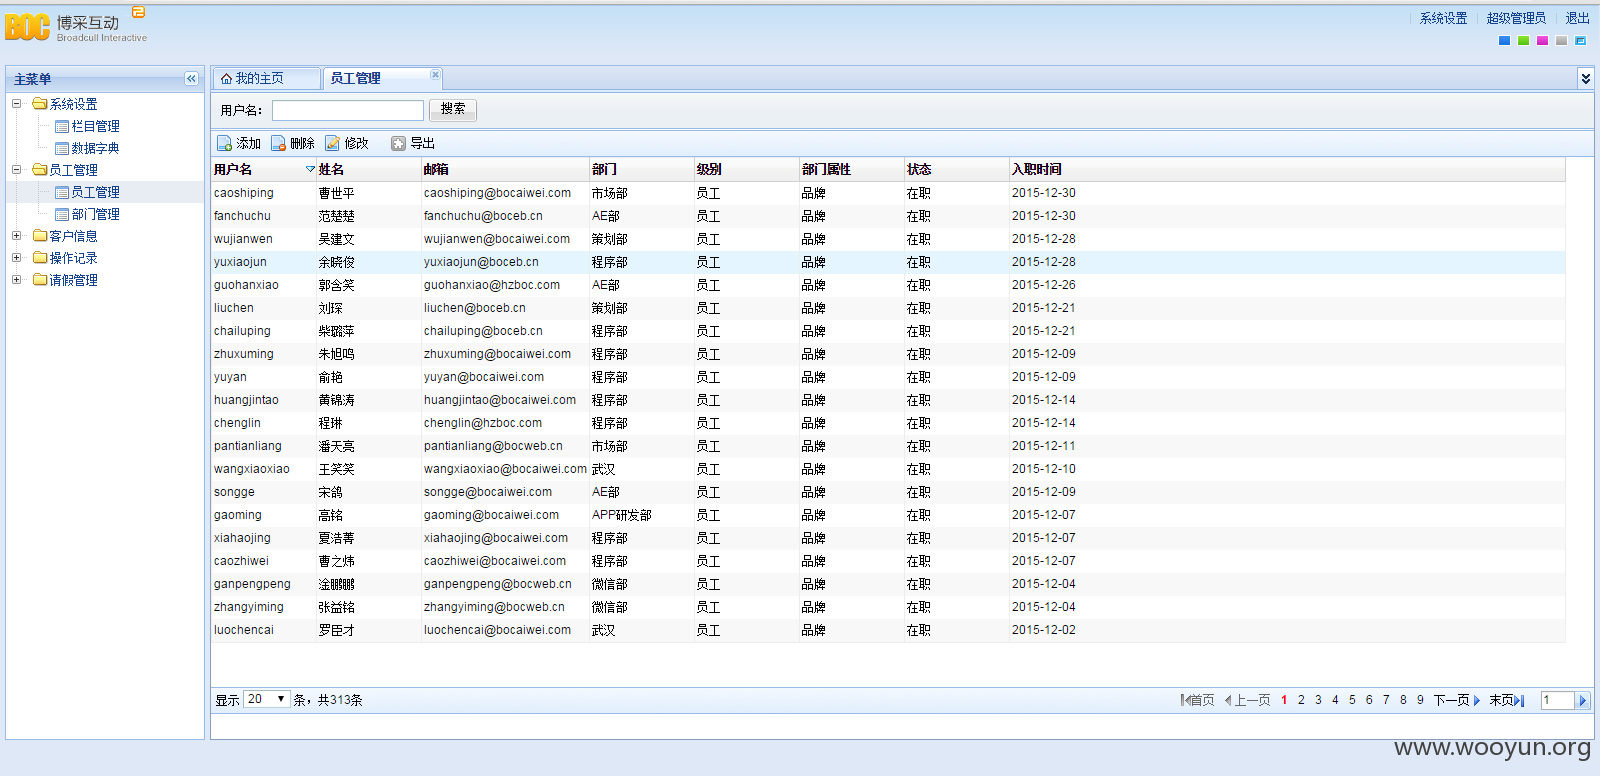 BOC 博采互动
Broadcull Interactive
系统设置 超级管理员 退出
主菜单
系统设置
栏目管理
数据字典
员工管理
员工管理
部门管理
客户信息
操作记录
请假管理
我的主页 员工管理
用户名： 搜索
添加 删除 修改 导出
用户名 姓名 邮箱 部门 级别 部门属性 状态 入职时间
caoshiping 曹世平 caoshiping@bocaiwei.com 市场部 员工 品牌 在职 2015-12-30
fanchuchu 范楚楚 fanchuchu@boceb.cn AE部 员工 品牌 在职 2015-12-30
wujianwen 吴建文 wujianwen@bocaiwei.com 策划部 员工 品牌 在职 2015-12-28
yuxiaojun 余晓俊 yuxiaojun@boceb.cn 程序部 员工 品牌 在职 2015-12-28
guohanxiao 郭含笑 guohanxiao@hzboc.com AE部 员工 品牌 在职 2015-12-26
liuchen 刘琛 liuchen@boceb.cn 策划部 员工 品牌 在职 2015-12-21
chailuping 柴璐萍 chailuping@boceb.cn 程序部 员工 品牌 在职 2015-12-21
zhuxuming 朱旭鸣 zhuxuming@bocaiwei.com 程序部 员工 品牌 在职 2015-12-09
yuyan 俞艳 yuyan@bocaiwei.com 程序部 员工 品牌 在职 2015-12-09
huangjintao 黄锦涛 huangjintao@bocaiwei.com 程序部 员工 品牌 在职 2015-12-14
chenglin 程琳 chenglin@hzboc.com 程序部 员工 品牌 在职 2015-12-14
pantianliang 潘天亮 pantianliang@bocweb.cn 市场部 员工 品牌 在职 2015-12-11
wangxiaoxiao 王笑笑 wangxiaoxiao@bocaiwei.com 武汉 员工 品牌 在职 2015-12-10
songge 宋鸽 songge@bocaiwei.com AE部 员工 品牌 在职 2015-12-09
gaoming 高铭 gaoming@bocaiwei.com APP研发部 员工 品牌 在职 2015-12-07
xiahaojing 夏浩菁 xiahaojing@bocaiwei.com 程序部 员工 品牌 在职 2015-12-07
caozhiwei 曹之炜 caozhiwei@bocaiwei.com 程序部 员工 品牌 在职 2015-12-07
ganpengpeng 淦鹏鹏 ganpengpeng@bocweb.cn 微信部 员工 品牌 在职 2015-12-04
zhangyiming 张益铭 zhangyiming@bocweb.cn 微信部 员工 品牌 在职 2015-12-04
luochencai 罗臣才 luochencai@bocaiwei.com 武汉 员工 品牌 在职 2015-12-02
显示 20 条，共313条 首页 上一页 1 2 3 4 5 6 7 8 9 下一页 末页 1
www.wooyun.org